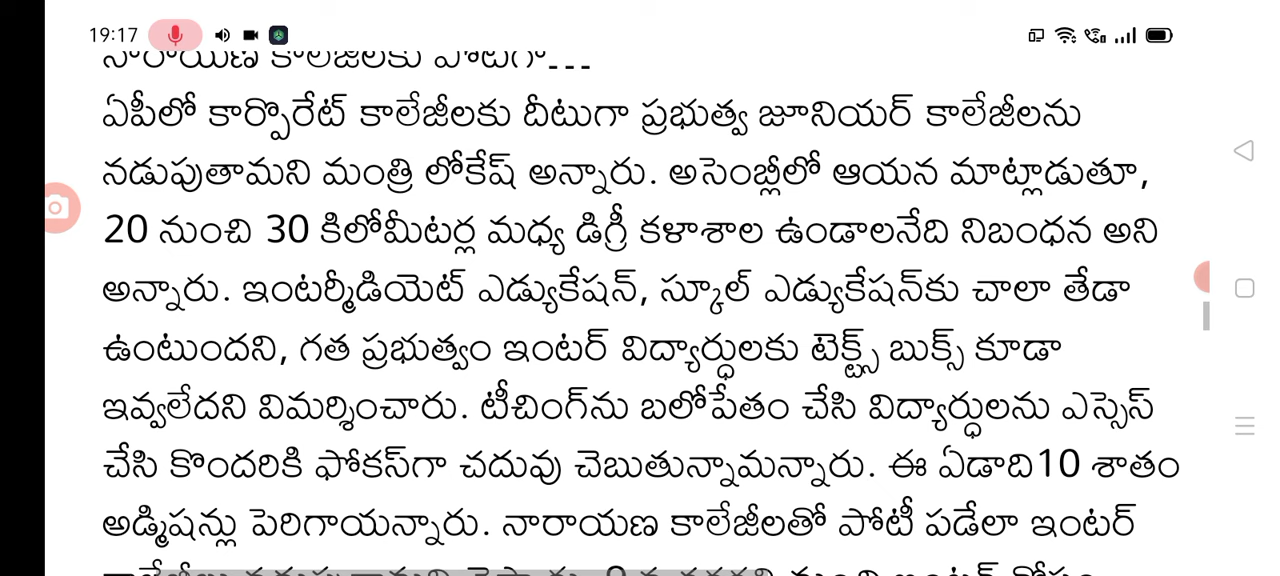 19:17
నారాయణ కాలేజీలకు పోటీగా---
ఏపీలో కార్పొరేట్ కాలేజీలకు దీటుగా ప్రభుత్వ జూనియర్ కాలేజీలను
నడుపుతామని మంత్రి లోకేష్ అన్నారు. అసెంబ్లీలో ఆయన మాట్లాడుతూ,
20 నుంచి 30 కిలోమీటర్ల మధ్య డిగ్రీ కళాశాల ఉండాలనేది నిబంధన అని
అన్నారు. ఇంటర్మీడియెట్ ఎడ్యుకేషన్, స్కూల్ ఎడ్యుకేషన్‌కు చాలా తేడా
ఉంటుందని, గత ప్రభుత్వం ఇంటర్ విద్యార్థులకు టెక్ట్స్ బుక్స్ కూడా
ఇవ్వలేదని విమర్శించారు. టీచింగ్‌ను బలోపేతం చేసి విద్యార్థులను ఎస్సెస్
చేసి కొందరికి ఫోకస్‌గా చదువు చెబుతున్నామన్నారు. ఈ ఏడాది10 శాతం
అడ్మిషన్లు పెరిగాయన్నారు. నారాయణ కాలేజీలతో పోటీ పడేలా ఇంటర్